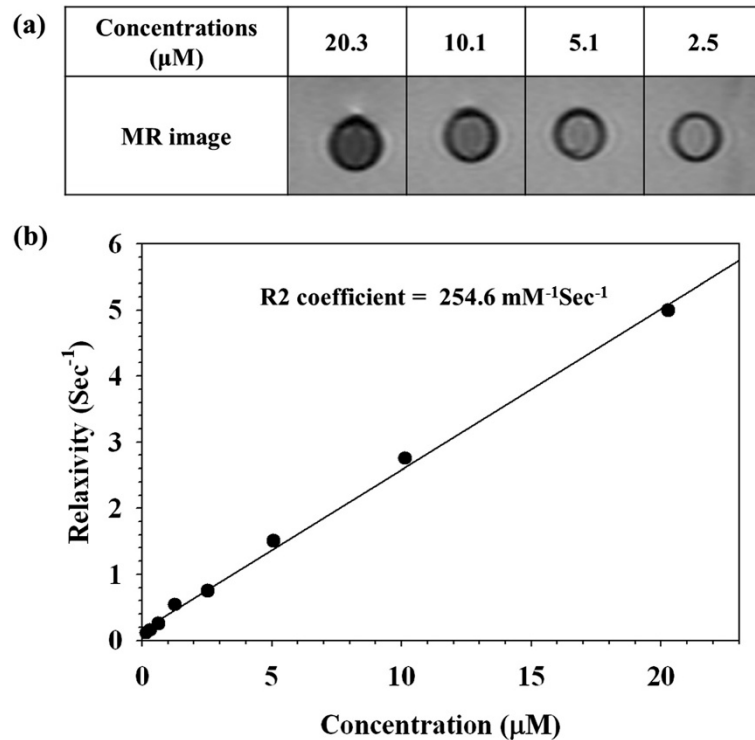 (a)
Concentrations (μM) 20.3 10.1 5.1 2.5
MR image
(b)
R2 coefficient = 254.6 mM⁻¹Sec⁻¹
Relaxivity (Sec⁻¹)
6
5
4
3
2
1
0
0 5 10 15 20
Concentration (μM)